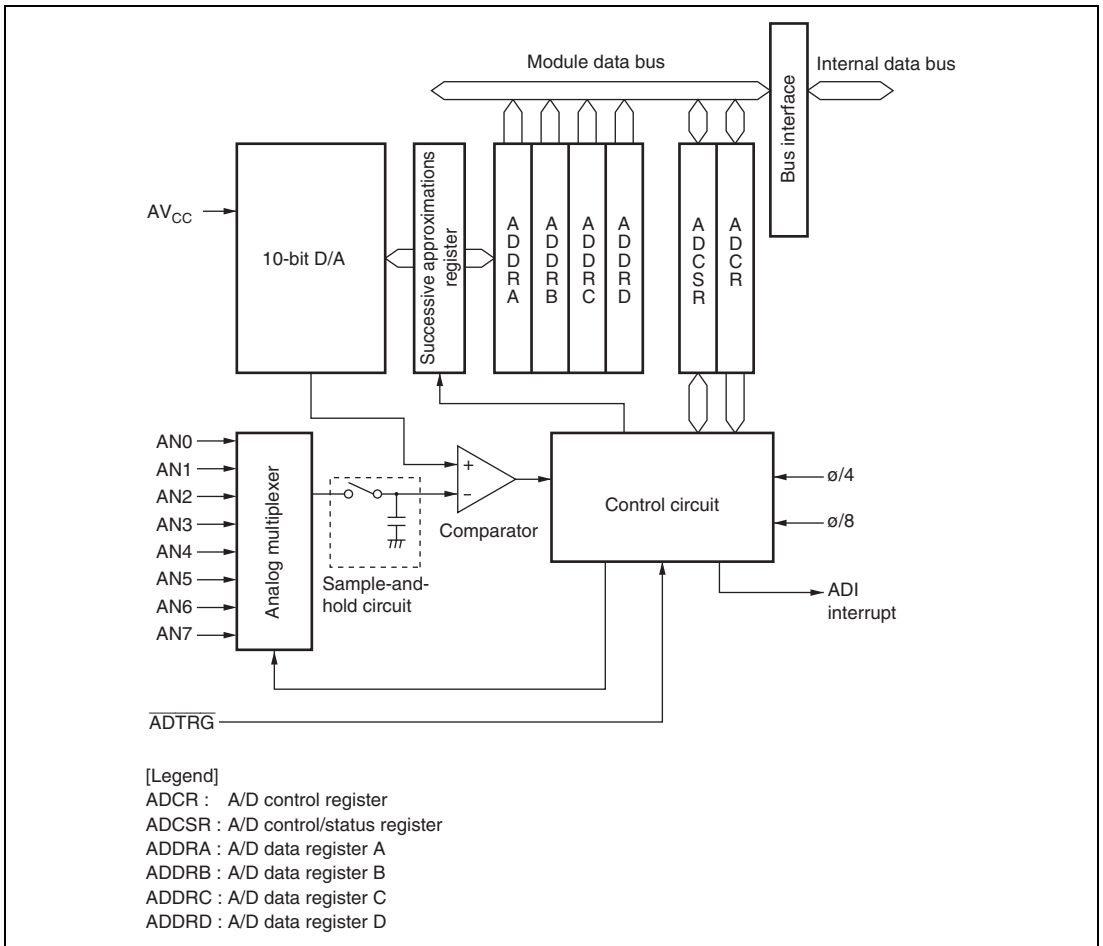 Module data bus
Internal data bus
Bus interface
AVCC
10-bit D/A
Successive approximations
register
ADDRA
ADDRB
ADDRC
ADDRD
ADCSR
ADCR
AN0
AN1
AN2
AN3
AN4
AN5
AN6
AN7
Analog multiplexer
Sample-and-
hold circuit
+
−
Comparator
Control circuit
ø/4
ø/8
ADI
interrupt
ADTRG
[Legend]
ADCR : A/D control register
ADCSR : A/D control/status register
ADDRA : A/D data register A
ADDRB : A/D data register B
ADDRC : A/D data register C
ADDRD : A/D data register D